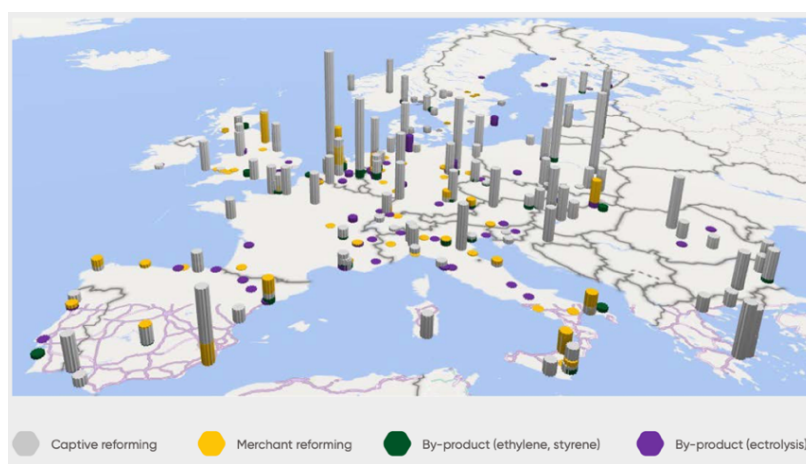 Captive reforming
Merchant reforming
By-product (ethylene, styrene)
By-product (ectrolysis)